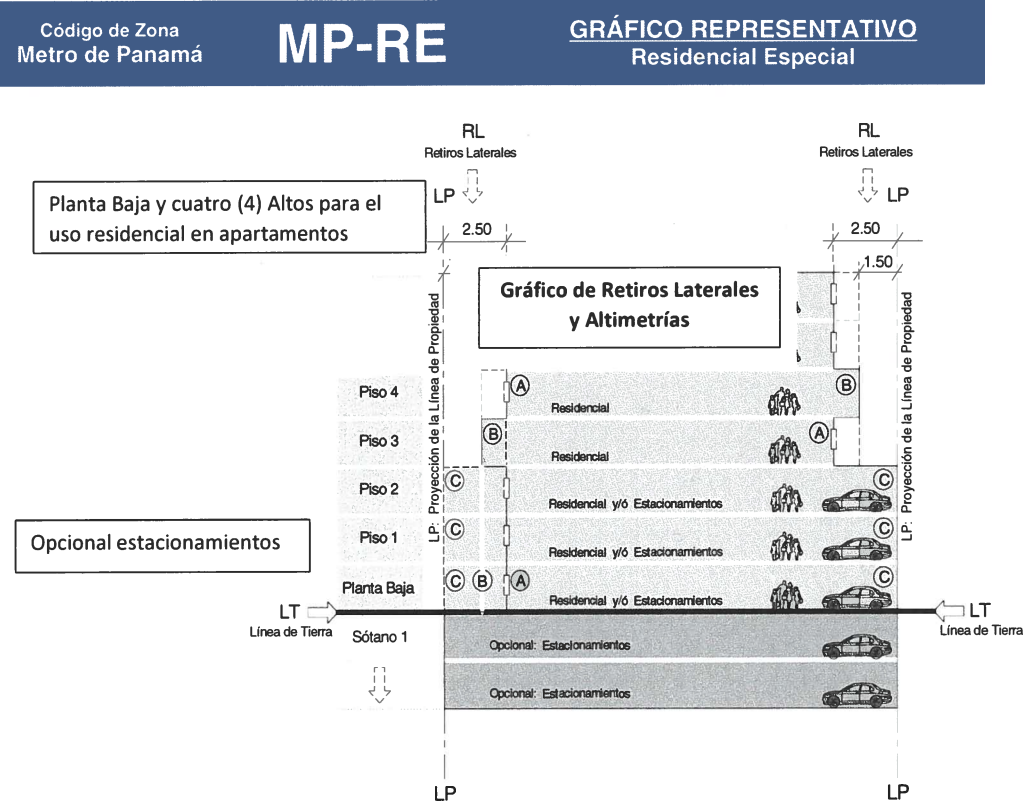 Código de Zona
Metro de Panamá
MP-RE
GRÁFICO REPRESENTATIVO
Residencial Especial
RL
Retiros Laterales
RL
Retiros Laterales
LP
LP
Planta Baja y cuatro (4) Altos para el
uso residencial en apartamentos
2.50
2.50
1.50
Gráfico de Retiros Laterales
y Altimetrías
LP: Proyección de la Línea de Propiedad
LP: Proyección de la Línea de Propiedad
Piso 4
A
Residencial
B
Piso 3
B
Residencial
A
Piso 2
C
Residencial y/ó Estacionamientos
C
Opcional estacionamientos
Piso 1
C
Residencial y/ó Estacionamientos
C
Planta Baja
C B A
Residencial y/ó Estacionamientos
C
LT
Línea de Tierra
LT
Línea de Tierra
Sótano 1
Opcional: Estacionamientos
Opcional: Estacionamientos
LP
LP